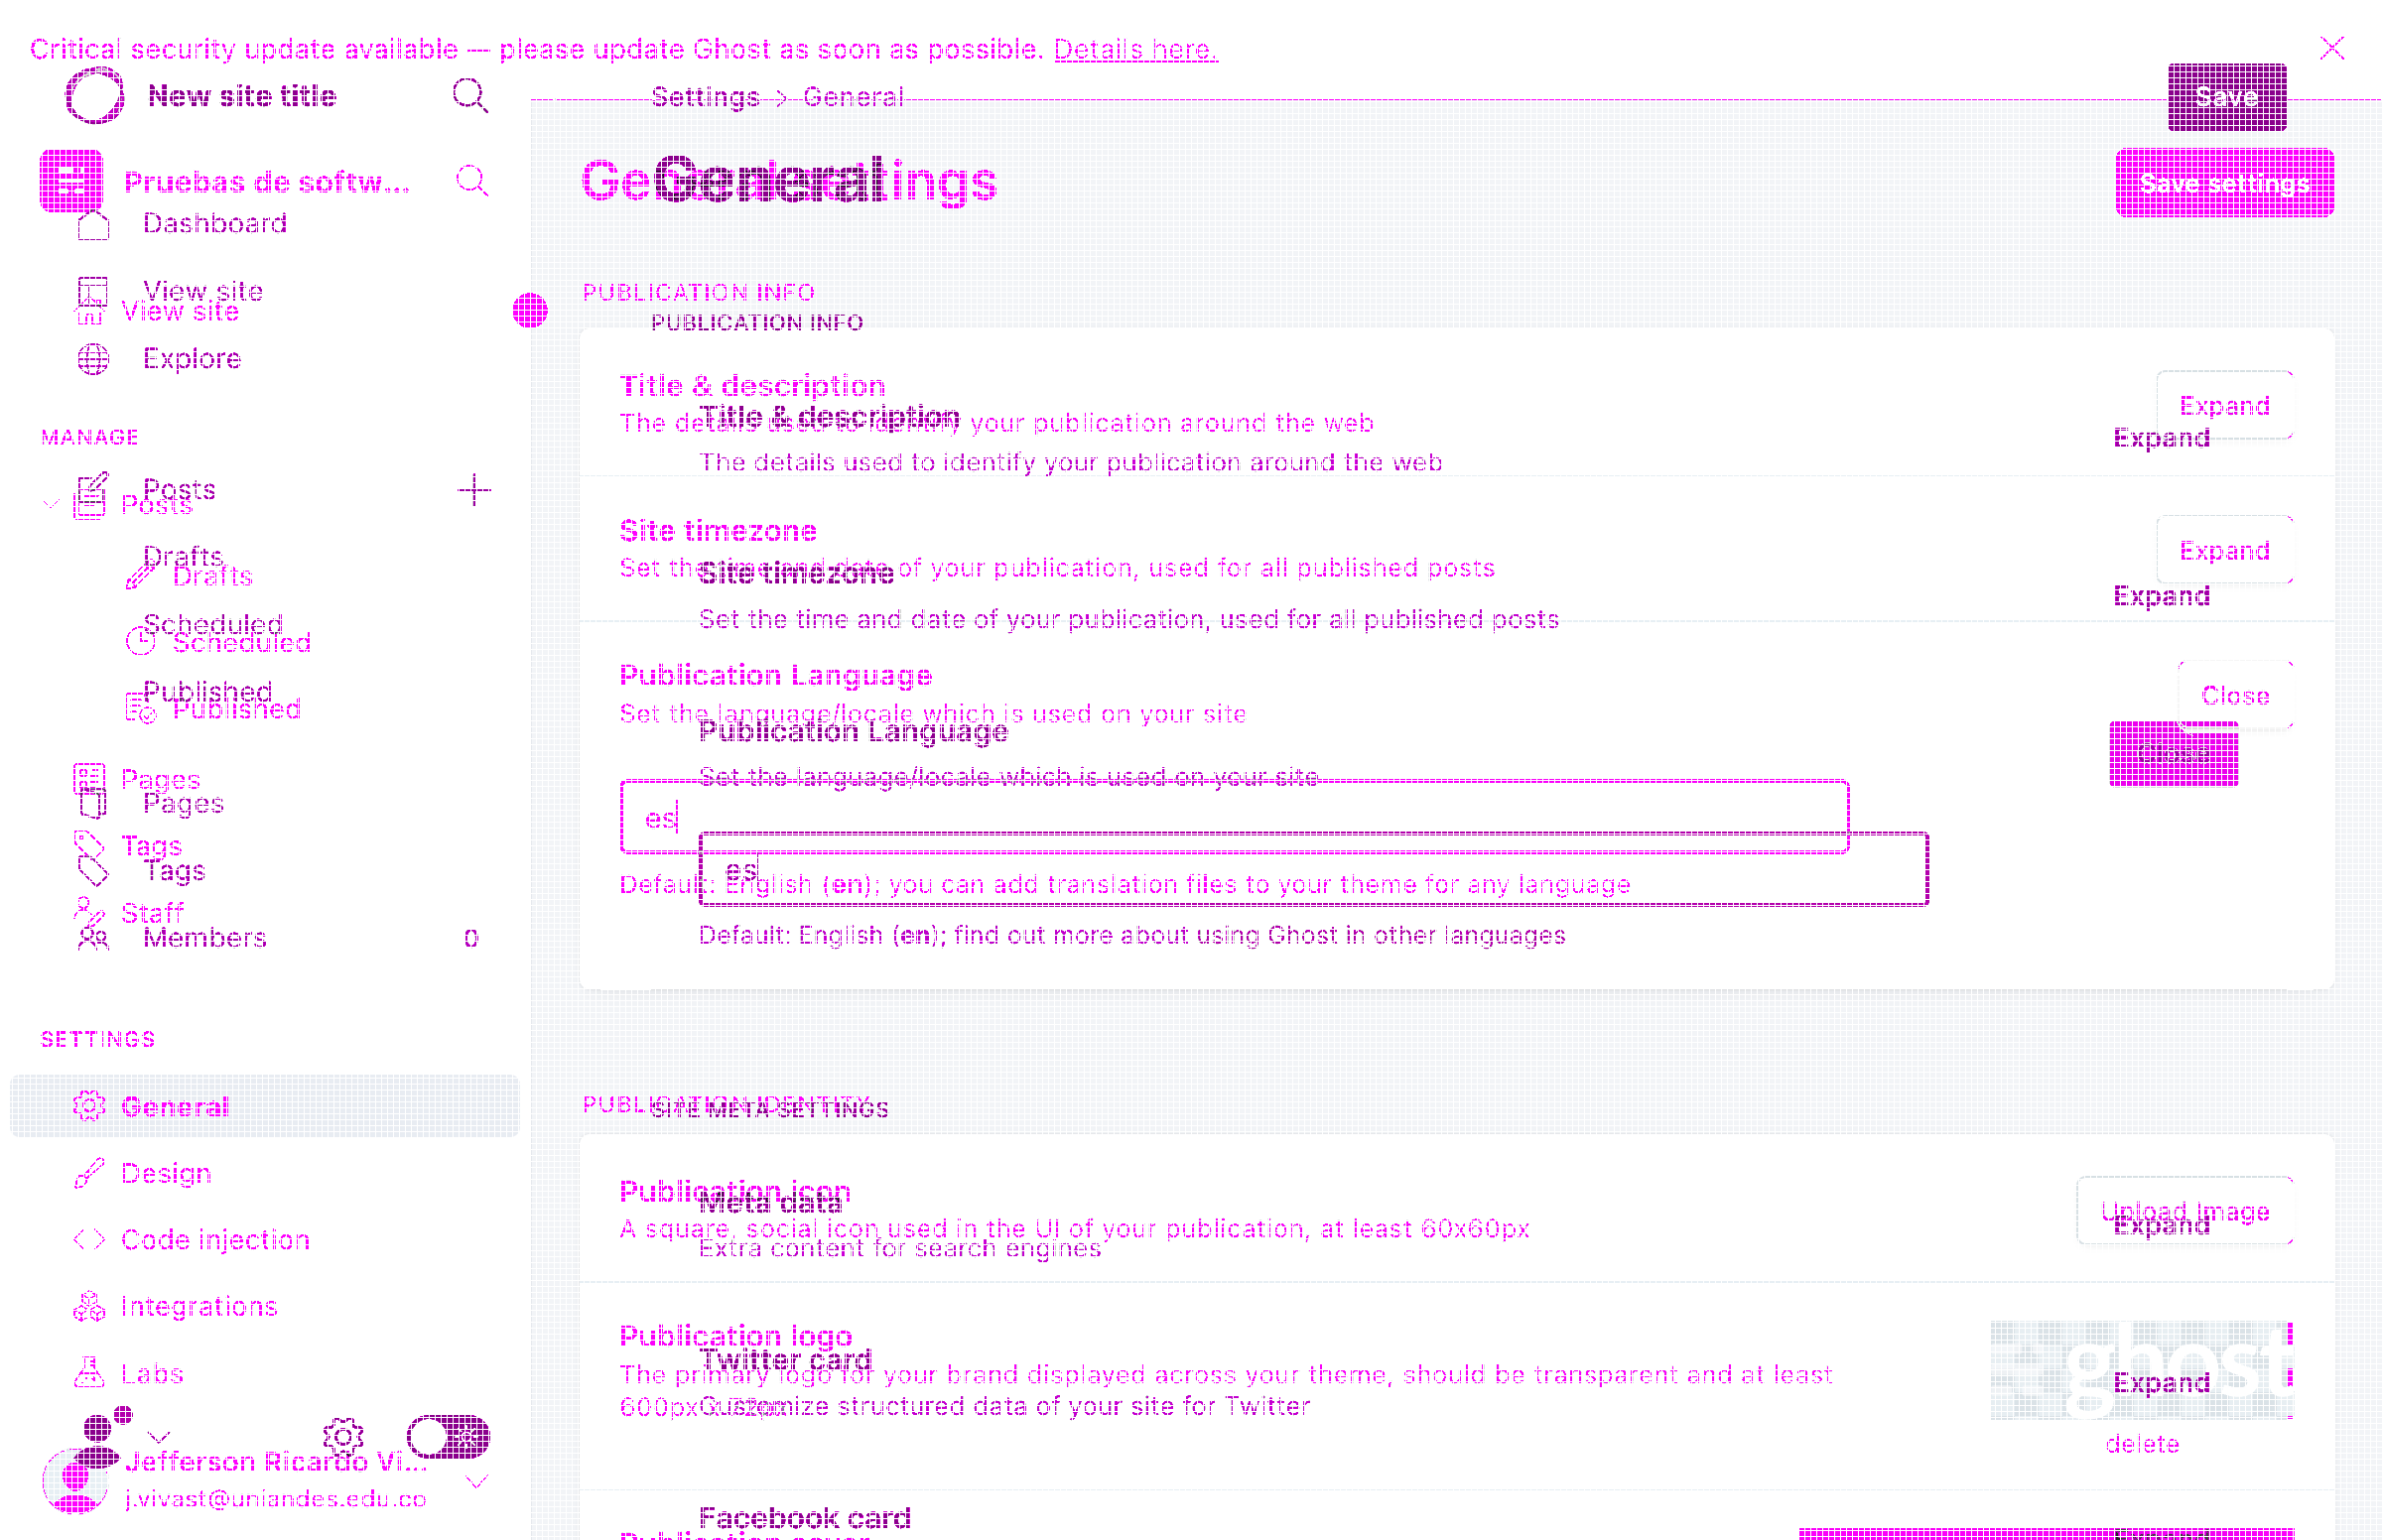 Critical security update available — please update Ghost as soon as possible. Details here.
New site title
Settings > General
Save
Pruebas de softw...
General settings
General
Save settings
Dashboard
View site
View site
PUBLICATION INFO
PUBLICATION INFO
Explore
Title & description
Expand
The details used to identify your publication around the web
Title & description
Expand
MANAGE
The details used to identify your publication around the web
Posts
Posts
Site timezone
Expand
Drafts
Drafts
Set the time and date of your publication, used for all published posts
Site timezone
Expand
Scheduled
Scheduled
Set the time and date of your publication, used for all published posts
Published
Published
Publication Language
Close
Set the language/locale which is used on your site
Publication Language
Close
Pages
Pages
Set the language/locale which is used on your site
es
Tags
Tags
es
Default: English (en); you can add translation files to your theme for any language
Staff
Members 0
Default: English (en); find out more about using Ghost in other languages
SETTINGS
General
PUBLICATION IDENTITY
SITE META SETTINGS
Design
Publication icon
Upload Image
Meta data
Expand
A square, social icon used in the UI of your publication, at least 60x60px
Code injection
Extra content for search engines
Integrations
Publication logo
ghost
Twitter card
Expand
Labs
The primary logo for your brand displayed across your theme, should be transparent and at least
600px x 72px
Customize structured data of your site for Twitter
delete
Jefferson Ricardo Vi...
j.vivast@uniandes.edu.co
Facebook card